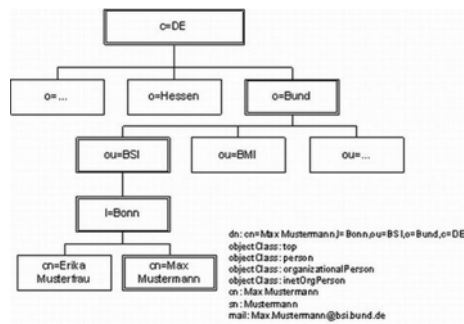 c=DE
o=...
o=Hessen
o=Bund
ou=BSI
ou=BMI
ou=...
l=Bonn
cn=Erika
Musterfrau
cn=Max
Mustermann
dn: cn=Max Mustermann,l=Bonn,ou=BSI,o=Bund,c=DE
objectClass: top
objectClass: person
objectClass: organizationalPerson
objectClass: inetOrgPerson
cn: Max Mustermann
sn: Mustermann
mail: Max.Mustermann@bsi.bund.de